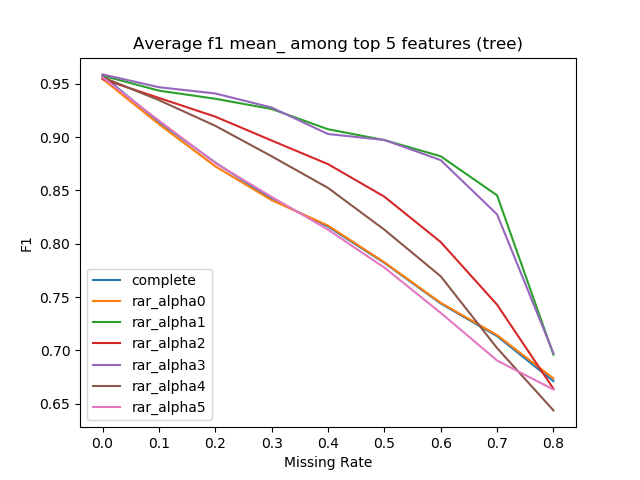 Average f1 mean_ among top 5 features (tree)
0.95
0.90
0.85
0.80
0.75
0.70
0.65
F1
complete
rar_alpha0
rar_alpha1
rar_alpha2
rar_alpha3
rar_alpha4
rar_alpha5
0.0 0.1 0.2 0.3 0.4 0.5 0.6 0.7 0.8
Missing Rate